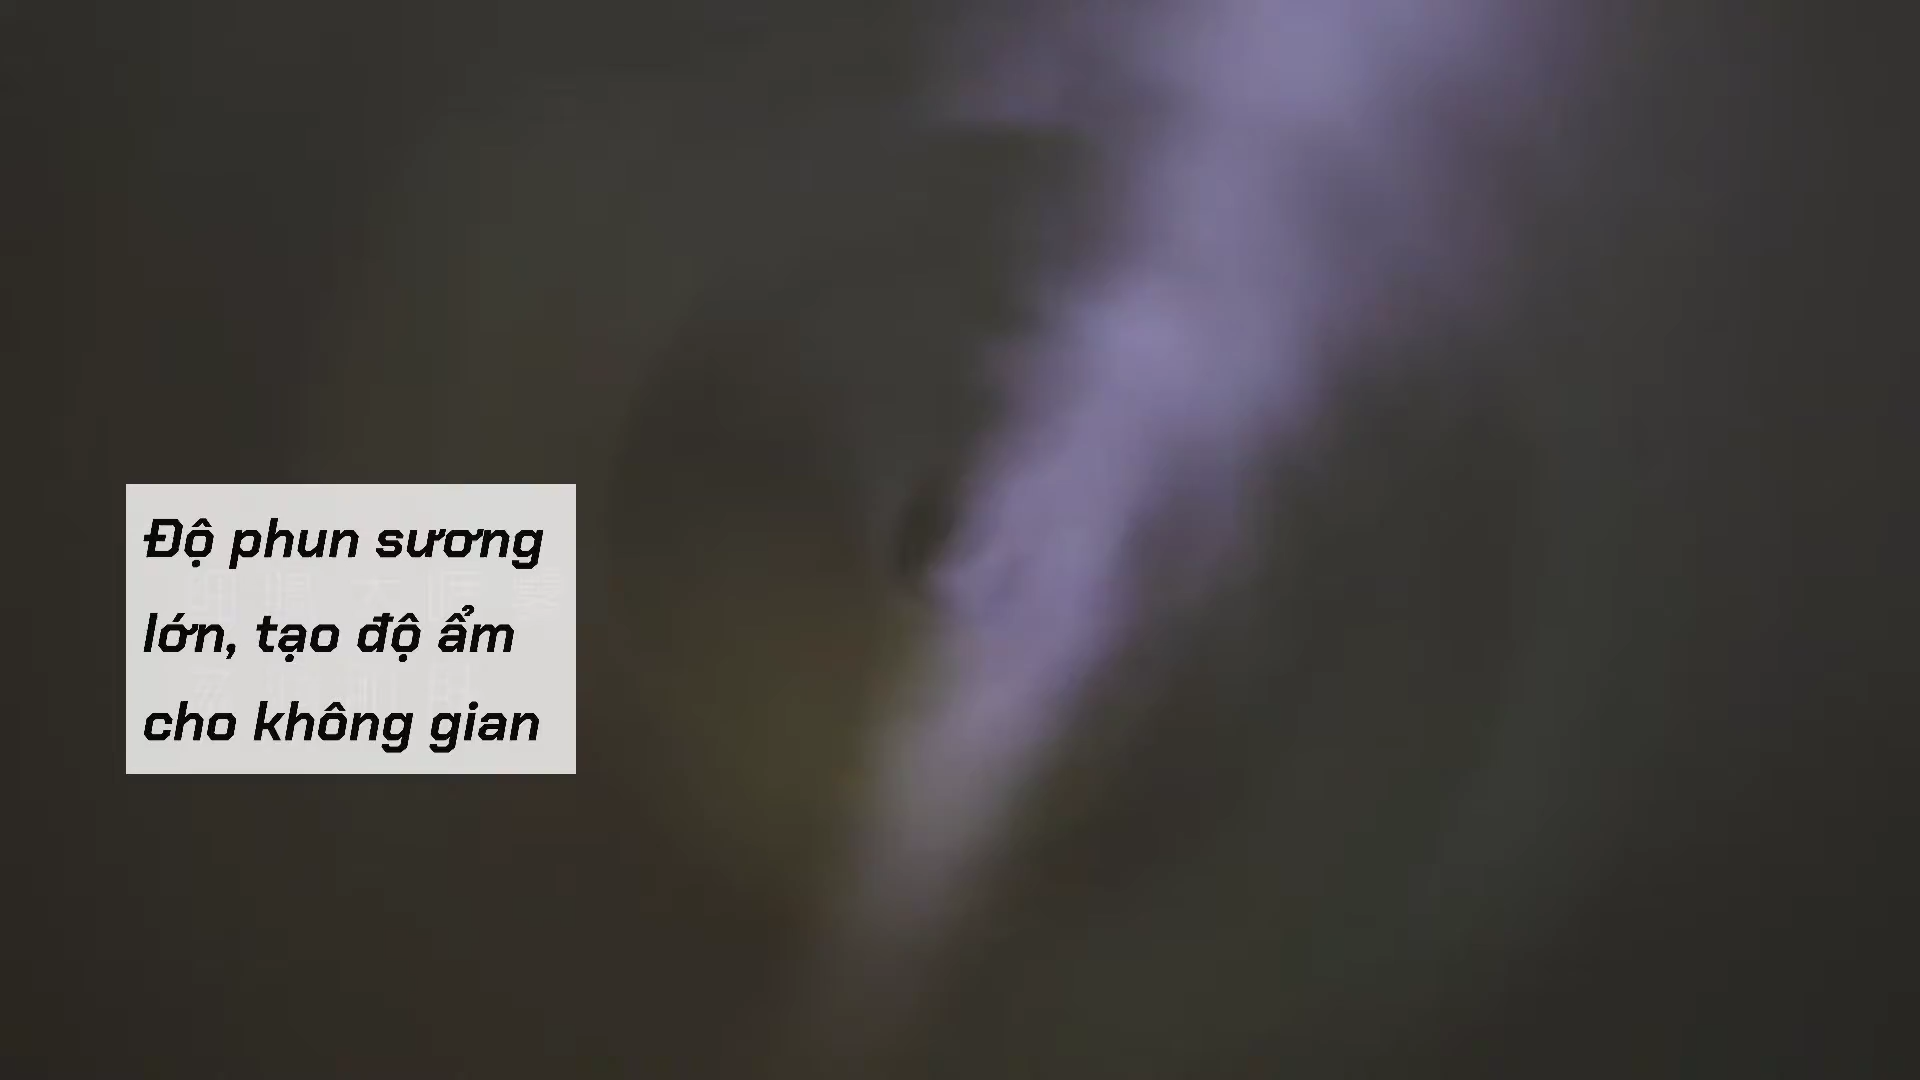 Độ phun sương
lớn, tạo độ ẩm
cho không gian